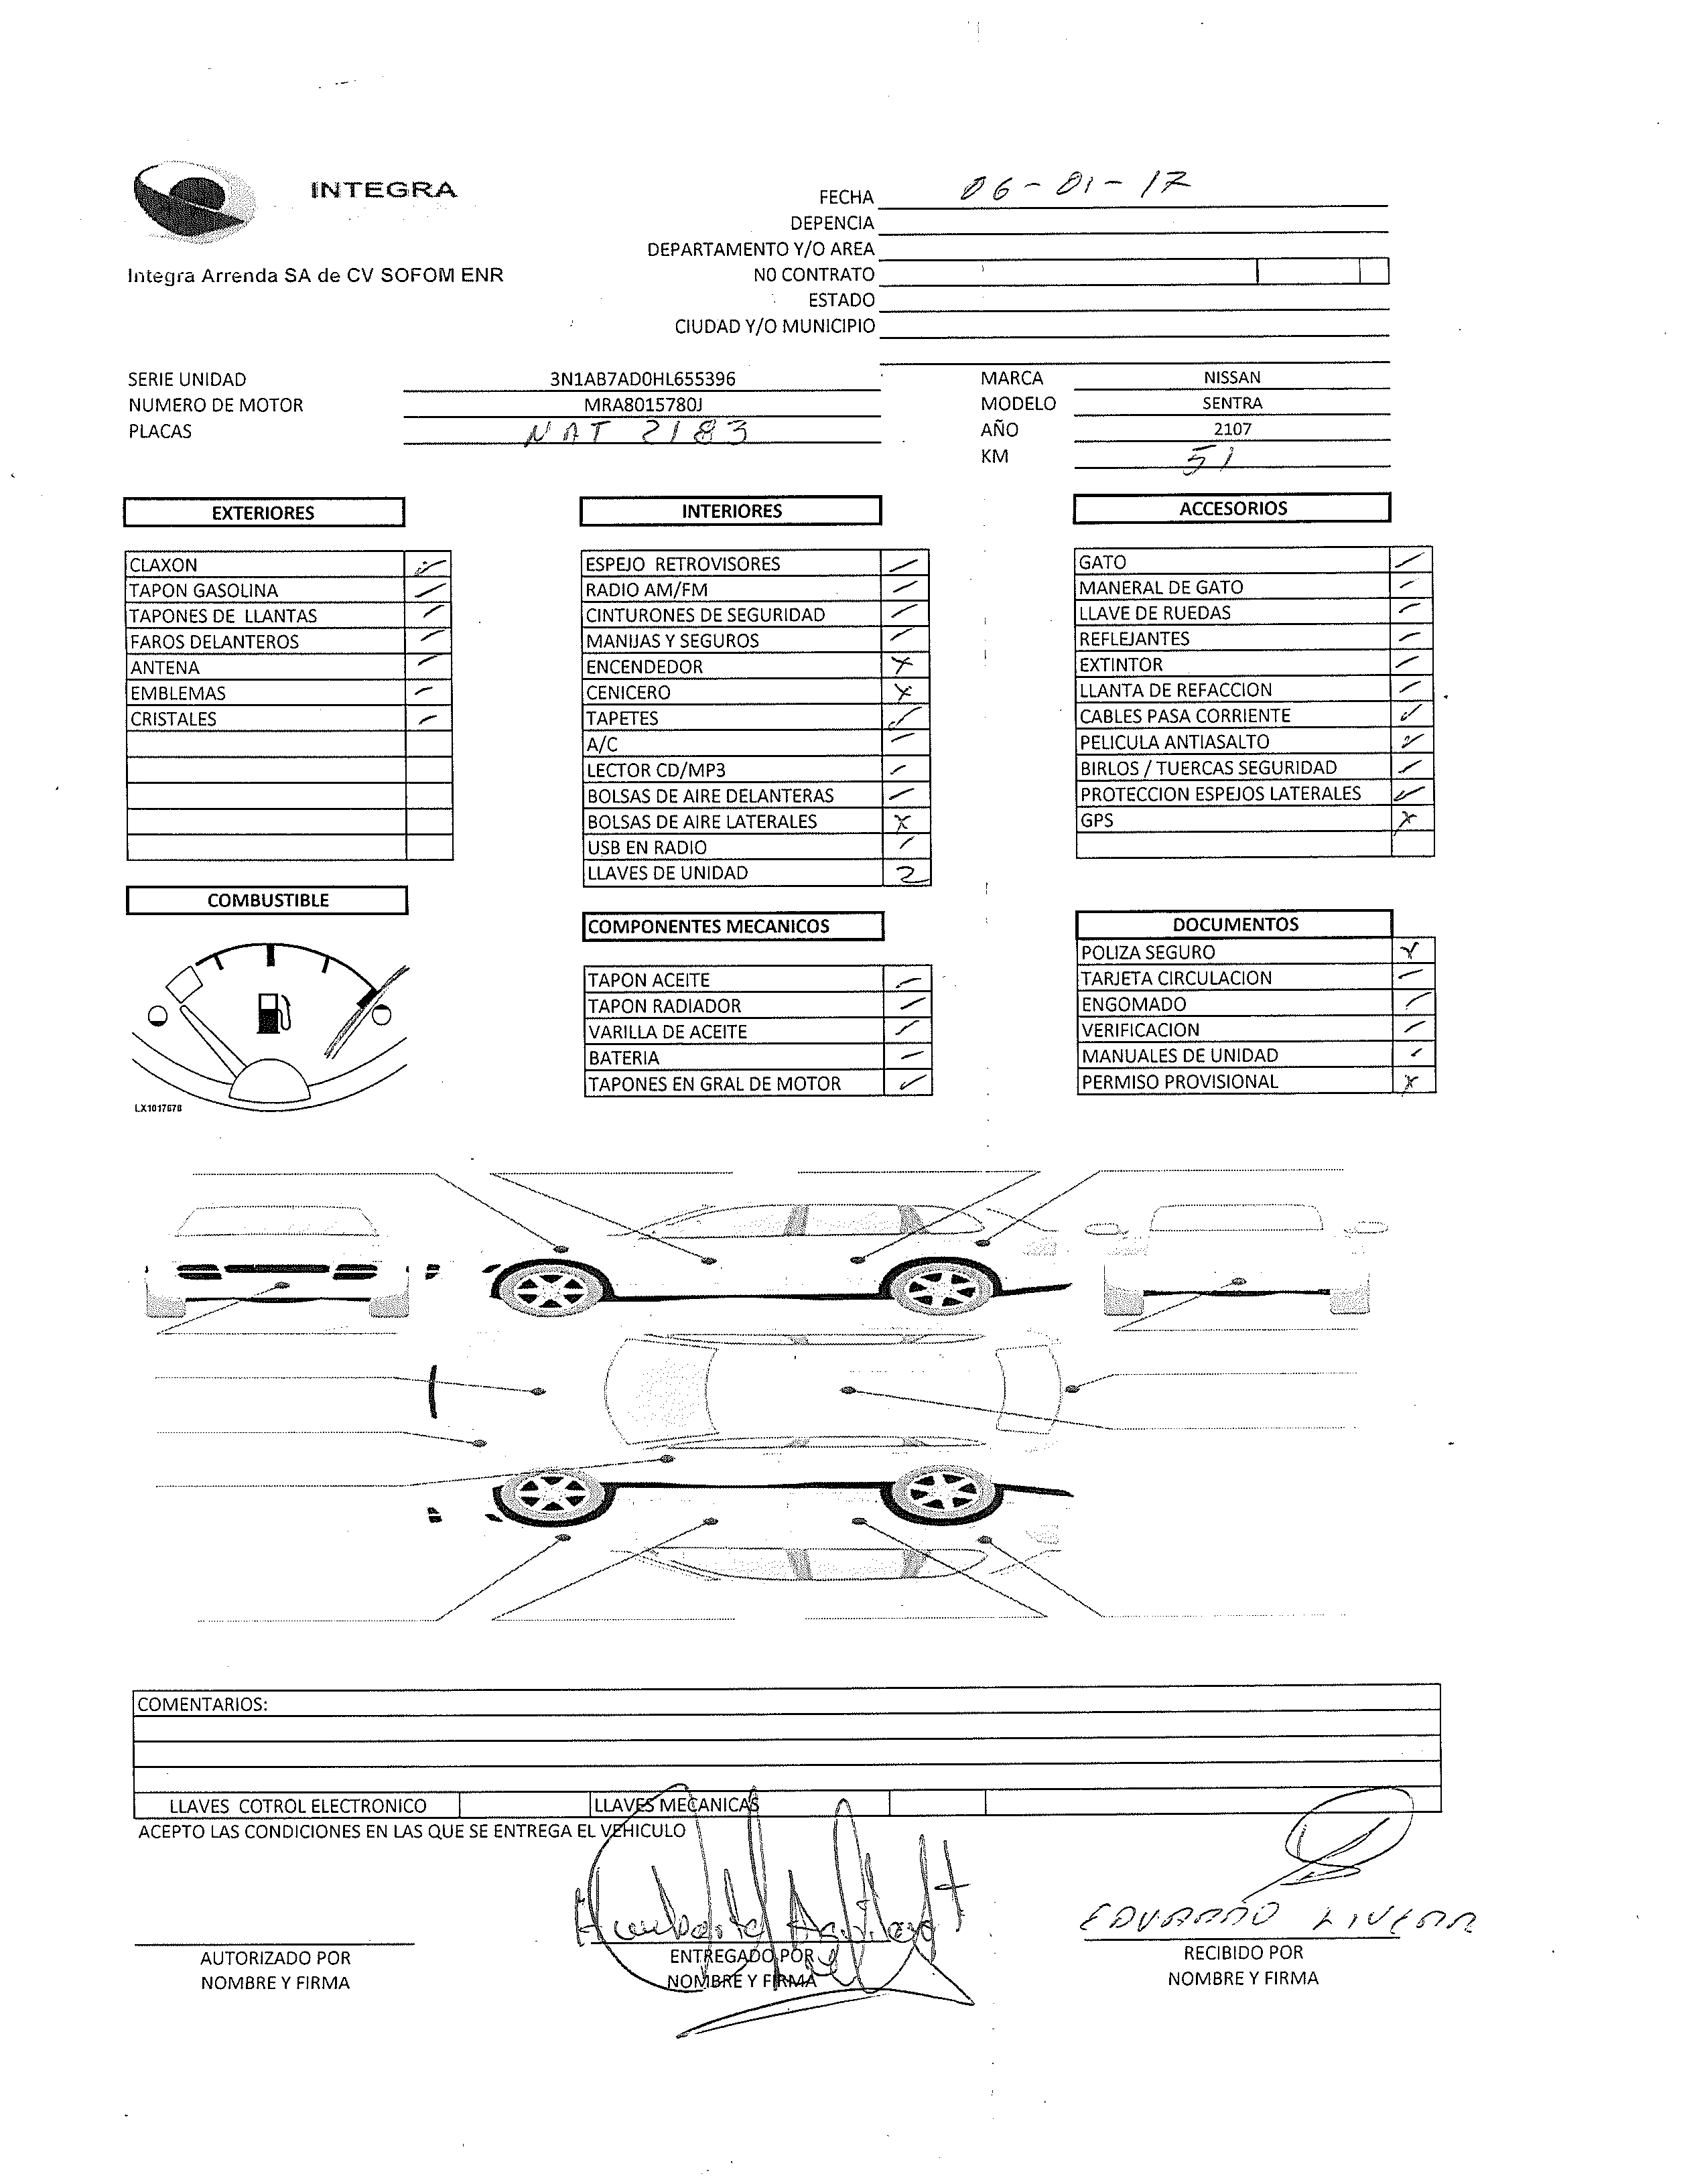 INTEGRA
Integra Arrenda SA de CV SOFOM ENR
FECHA 06-01-17
DEPENCIA
DEPARTAMENTO Y/O AREA
N0 CONTRATO
ESTADO
CIUDAD Y/O MUNICIPIO
SERIE UNIDAD 3N1AB7AD0HL655396 MARCA NISSAN
NUMERO DE MOTOR MRA8015780J MODELO SENTRA
PLACAS NAT 2183 AÑO 2107
KM 51
EXTERIORES
CLAXON ✓
TAPON GASOLINA ✓
TAPONES DE LLANTAS ✓
FAROS DELANTEROS ✓
ANTENA ✓
EMBLEMAS ✓
CRISTALES ✓
INTERIORES
ESPEJO RETROVISORES ✓
RADIO AM/FM ✓
CINTURONES DE SEGURIDAD ✓
MANIJAS Y SEGUROS ✓
ENCENDEDOR X
CENICERO X
TAPETES ✓
A/C ✓
LECTOR CD/MP3 ✓
BOLSAS DE AIRE DELANTERAS ✓
BOLSAS DE AIRE LATERALES X
USB EN RADIO ✓
LLAVES DE UNIDAD 2
ACCESORIOS
GATO ✓
MANERAL DE GATO ✓
LLAVE DE RUEDAS ✓
REFLEJANTES ✓
EXTINTOR ✓
LLANTA DE REFACCION ✓
CABLES PASA CORRIENTE ✓
PELICULA ANTIASALTO ✓
BIRLOS / TUERCAS SEGURIDAD ✓
PROTECCION ESPEJOS LATERALES ✓
GPS X
COMBUSTIBLE
LX1017678
COMPONENTES MECANICOS
TAPON ACEITE ✓
TAPON RADIADOR ✓
VARILLA DE ACEITE ✓
BATERIA ✓
TAPONES EN GRAL DE MOTOR ✓
DOCUMENTOS
POLIZA SEGURO ✓
TARJETA CIRCULACION ✓
ENGOMADO ✓
VERIFICACION ✓
MANUALES DE UNIDAD ✓
PERMISO PROVISIONAL X
COMENTARIOS:
LLAVES COTROL ELECTRONICO LLAVES MECANICAS
ACEPTO LAS CONDICIONES EN LAS QUE SE ENTREGA EL VEHICULO
Humberto
EDUARDO
AUTORIZADO POR
NOMBRE Y FIRMA
ENTREGADO POR
NOMBRE Y FIRMA
RECIBIDO POR
NOMBRE Y FIRMA